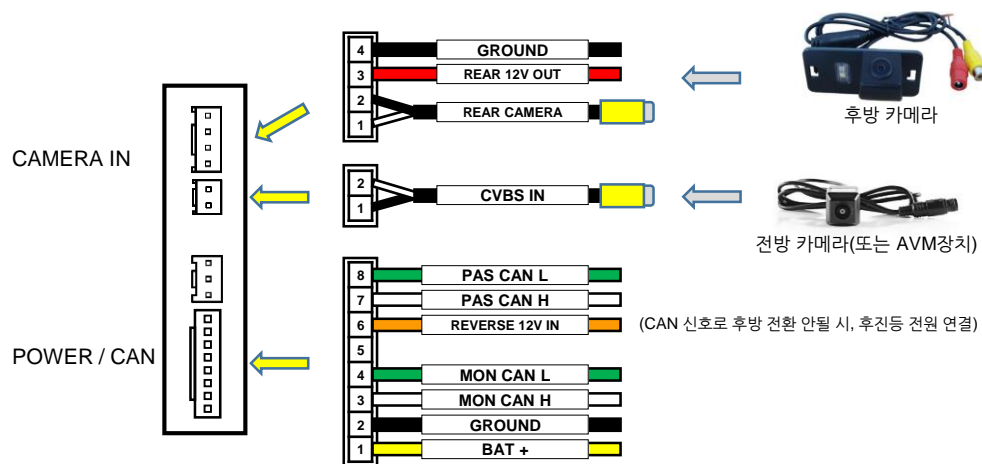 4 GROUND
3 REAR 12V OUT
2
REAR CAMERA
1
후방 카메라
CAMERA IN
2
CVBS IN
1
전방 카메라(또는 AVM장치)
8 PAS CAN L
7 PAS CAN H
6 REVERSE 12V IN (CAN 신호로 후방 전환 안될 시, 후진등 전원 연결)
5
POWER / CAN
4 MON CAN L
3 MON CAN H
2 GROUND
1 BAT +